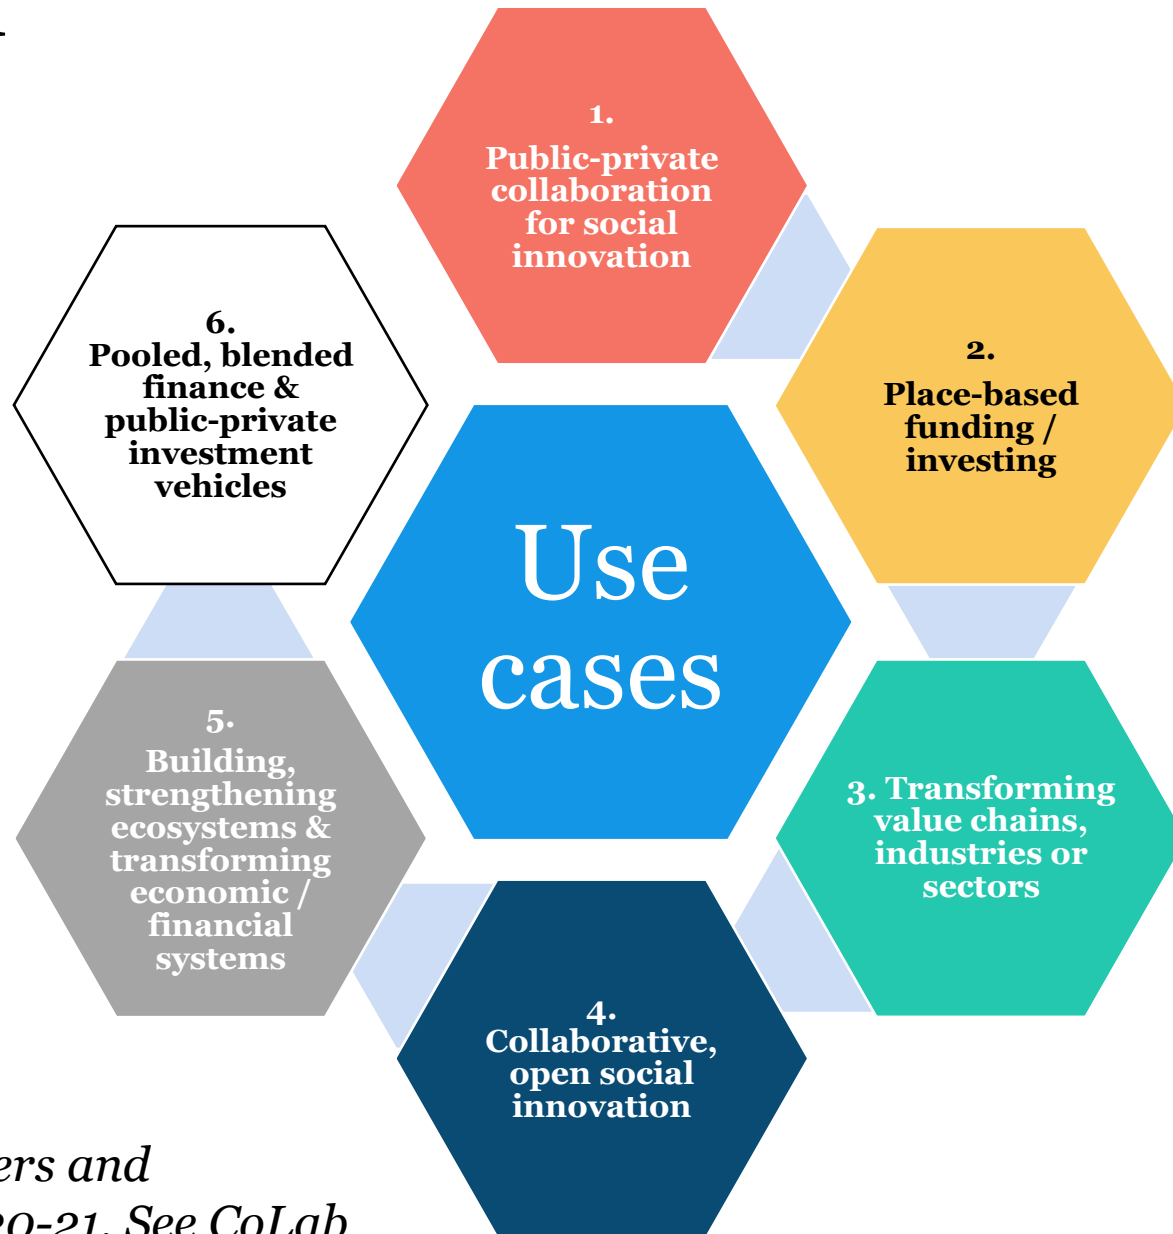 1.
Public-private
collaboration
for social
innovation
2.
Place-based
funding /
investing
3. Transforming
value chains,
industries or
sectors
4.
Collaborative,
open social
innovation
5.
Building,
strengthening
ecosystems &
transforming
economic /
financial
systems
6.
Pooled, blended
finance &
public-private
investment
vehicles
Use
cases
and
See CoLab